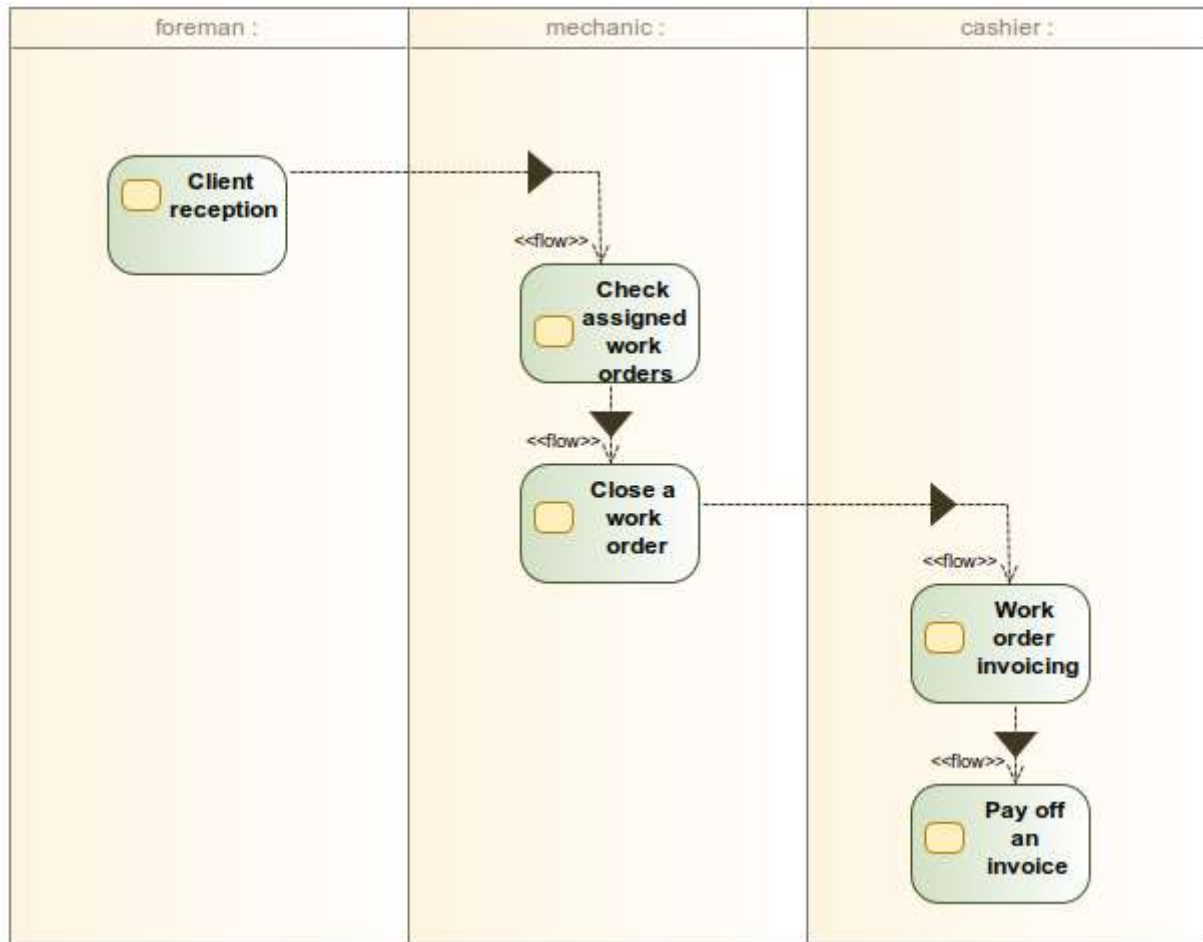 foreman :
mechanic :
cashier :
Client
reception
<<flow>>
Check
assigned
work
orders
<<flow>>
Close a
work
order
<<flow>>
Work
order
invoicing
<<flow>>
Pay off
an
invoice